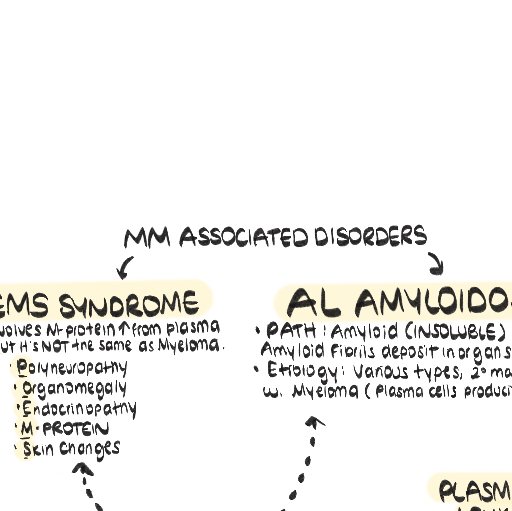 MM ASSOCIATED DISORDERS
EMS SYNDROME
volves M-protein ↑ from plasma
ut it's NOT the same as Myeloma.
· Polyneuropathy
· Organomegaly
· Endocrinopathy
· M-PROTEIN
· Skin changes
AL AMYLOIDO
• PATH : Amyloid (INSOLUBLE)
Amyloid Fibrils deposit in organs
• Etiology: Various types, 2° ma
w. Myeloma ( Plasma cells produci
PLASM